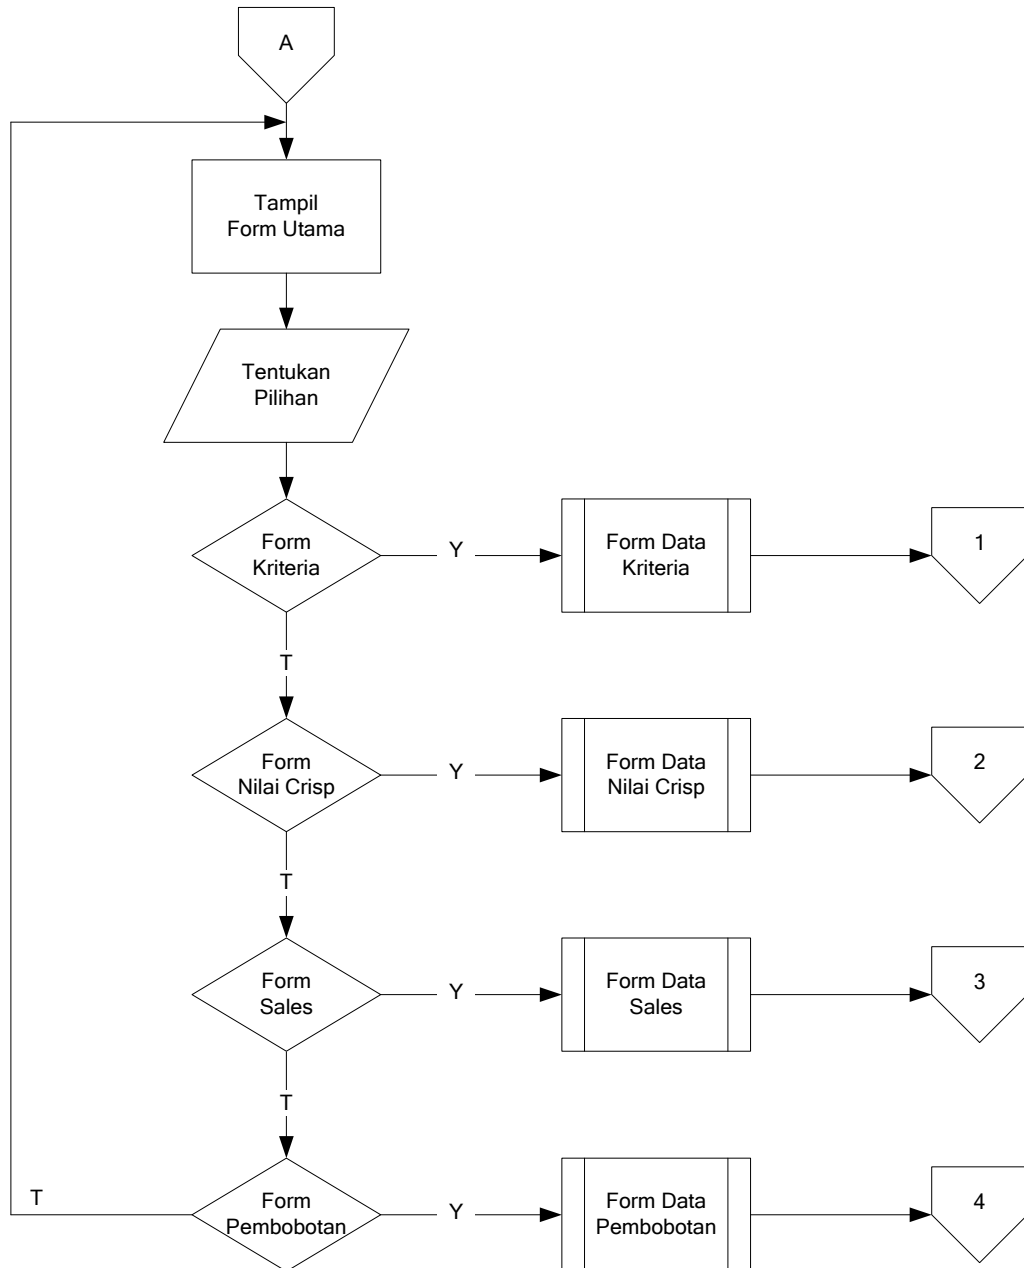 A
Tampil
Form Utama
Tentukan
Pilihan
Form
Kriteria
Y
Form Data
Kriteria
1
T
Form
Nilai Crisp
Y
Form Data
Nilai Crisp
2
T
Form
Sales
Y
Form Data
Sales
3
T
T
Form
Pembobotan
Y
Form Data
Pembobotan
4